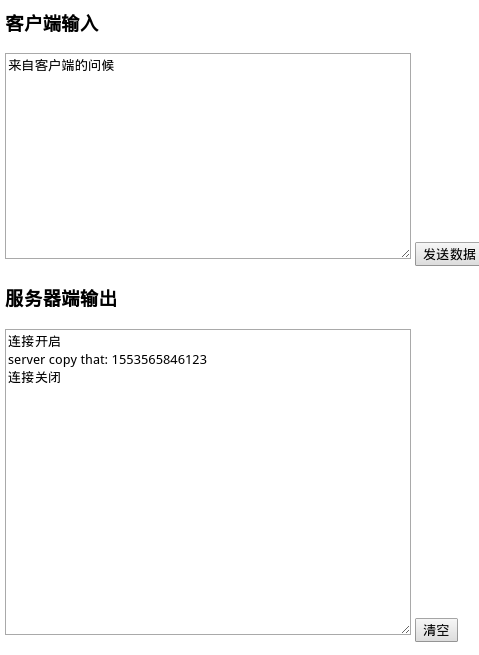 客户端输入
来自客户端的问候
发送数据
服务器端输出
连接开启
server copy that: 1553565846123
连接关闭
清空